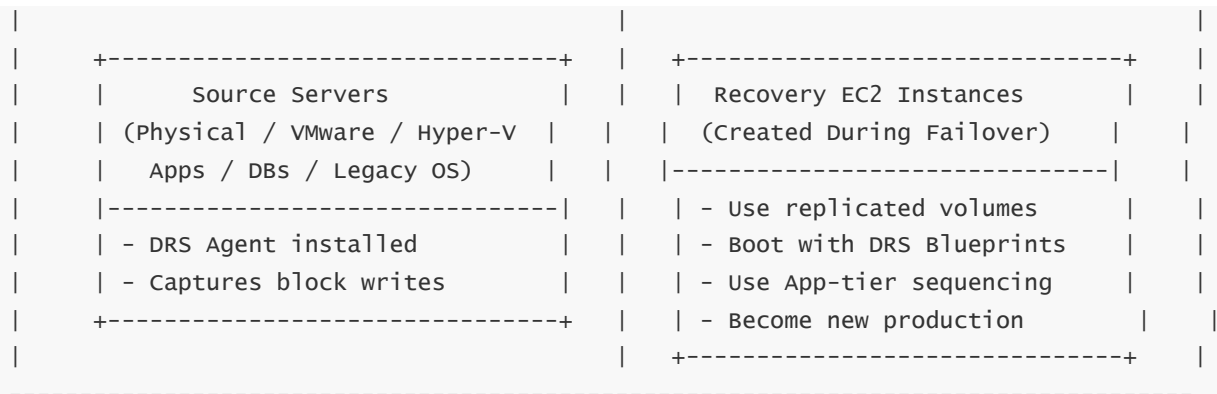 |                                          |                                        |
|     +--------------------------------+   |   +-------------------------------+    |
|     |      Source Servers            |   |   |  Recovery EC2 Instances       |    |
|     | (Physical / VMware / Hyper-V  |    |   |  (Created During Failover)    |    |
|     |   Apps / DBs / Legacy OS)     |   |   |-------------------------------|     |
|     |--------------------------------|   |   | - Use replicated volumes      |    |
|     | - DRS Agent installed          |   |   | - Boot with DRS Blueprints    |    |
|     | - Captures block writes        |   |   | - Use App-tier sequencing     |    |
|     +--------------------------------+   |   | - Become new production        |    |
|                                          |   +-------------------------------+    |